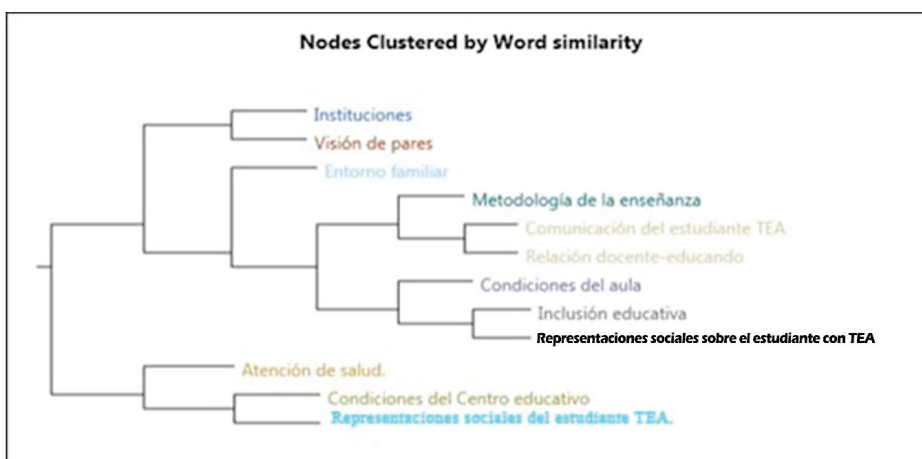 Nodes Clustered by Word similarity
Instituciones
Visión de pares
Entorno familiar
Metodología de la enseñanza
Comunicación del estudiante TEA
Relación docente-educando
Condiciones del aula
Inclusión educativa
Representaciones sociales sobre el estudiante con TEA
Atención de salud.
Condiciones del Centro educativo
Representaciones sociales del estudiante TEA.